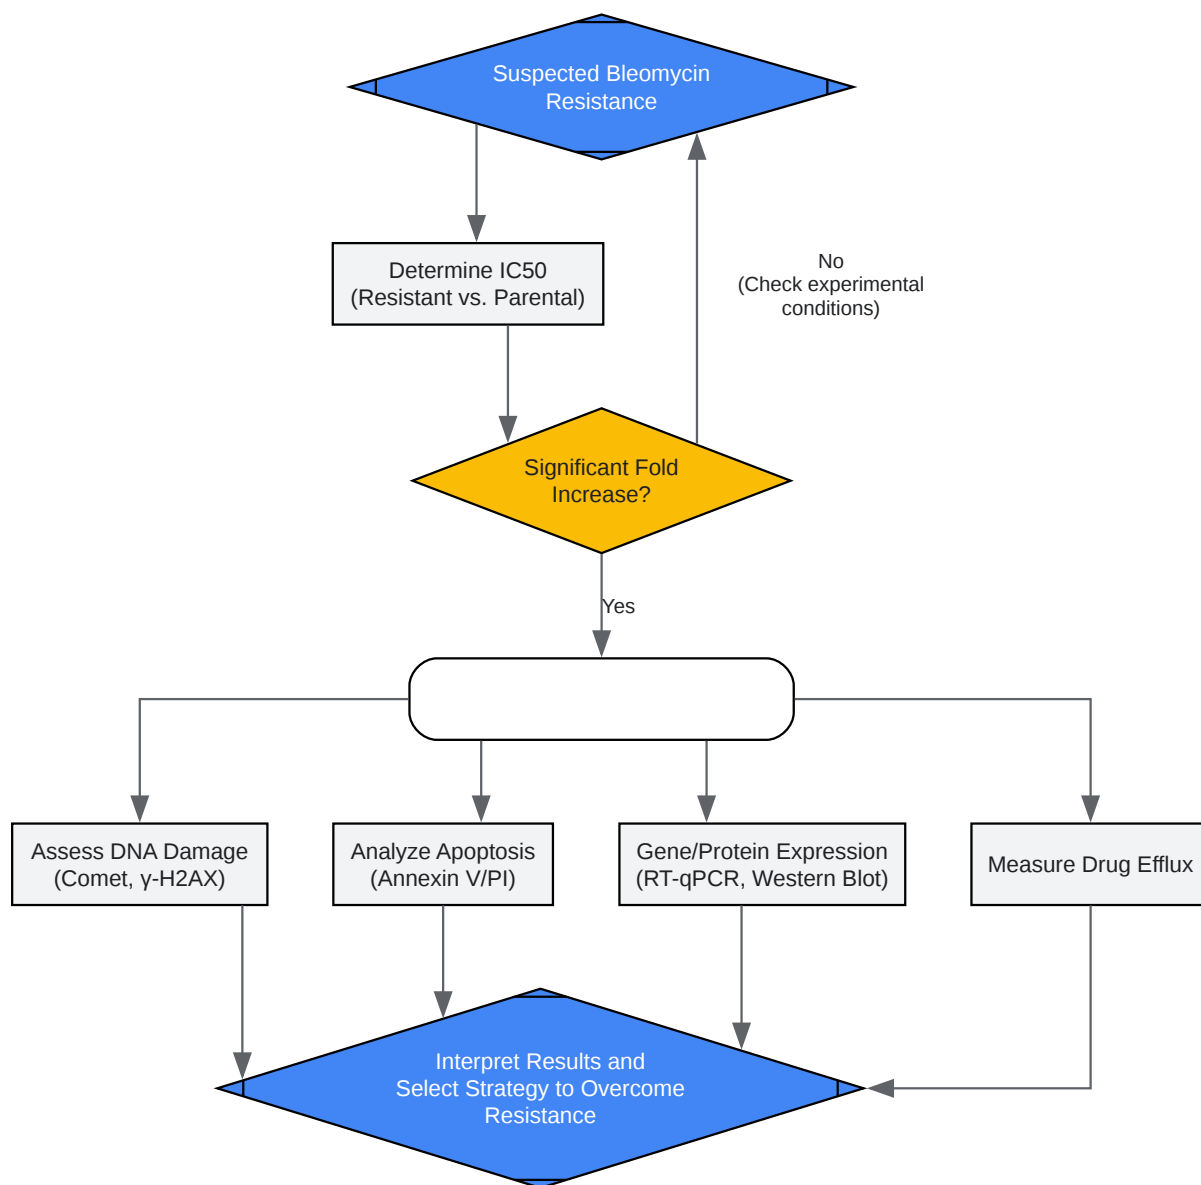 Suspected Bleomycin
Resistance
Determine IC50
(Resistant vs. Parental)
No
(Check experimental
conditions)
Significant Fold
Increase?
Yes
Assess DNA Damage
(Comet, γ-H2AX)
Analyze Apoptosis
(Annexin V/PI)
Gene/Protein Expression
(RT-qPCR, Western Blot)
Measure Drug Efflux
Interpret Results and
Select Strategy to Overcome
Resistance